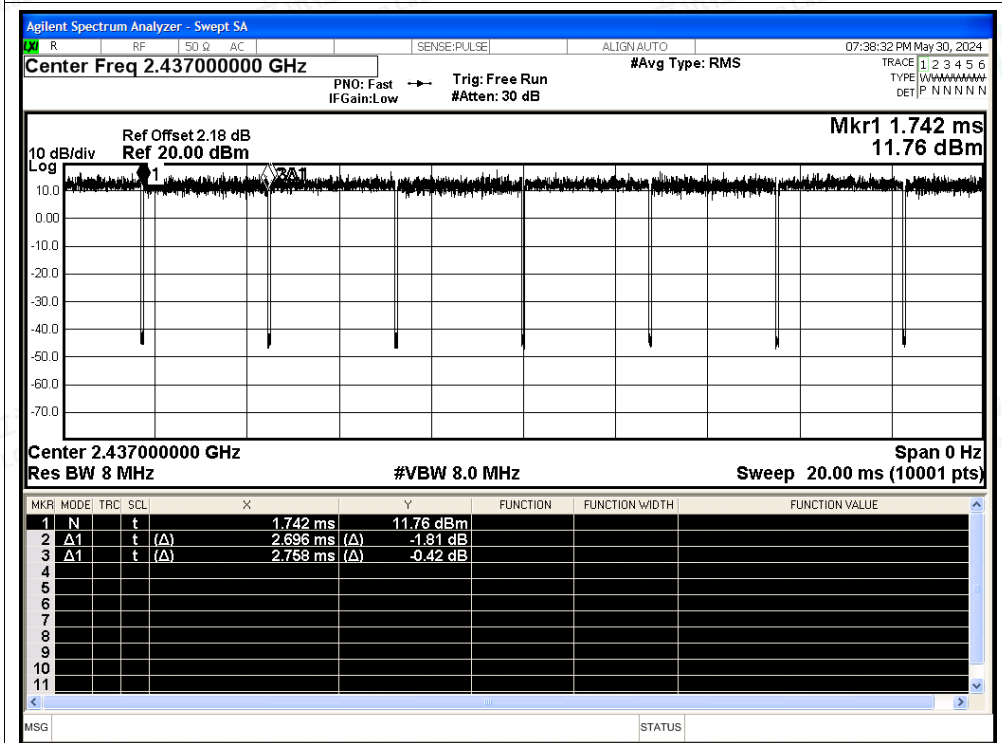 Agilent Spectrum Analyzer - Swept SA
LXI R RF 50 Ω AC SENSE:PULSE ALIGN AUTO 07:38:32 PM May 30, 2024
Center Freq 2.437000000 GHz #Avg Type: RMS TRACE 1 2 3 4 5 6
PNO: Fast Trig: Free Run TYPE WWWWWW
IFGain:Low #Atten: 30 dB DET P N N N N N
Mkr1 1.742 ms
Ref Offset 2.18 dB
10 dB/div Ref 20.00 dBm 11.76 dBm
Log
1 3Δ1
10.0
0.00
-10.0
-20.0
-30.0
-40.0
-50.0
-60.0
-70.0
Center 2.437000000 GHz Span 0 Hz
Res BW 8 MHz #VBW 8.0 MHz Sweep 20.00 ms (10001 pts)
MKR MODE TRC SCL X Y FUNCTION FUNCTION WIDTH FUNCTION VALUE
1 N t 1.742 ms 11.76 dBm
2 Δ1 t (Δ) 2.696 ms (Δ) -1.81 dB
3 Δ1 t (Δ) 2.758 ms (Δ) -0.42 dB
4
5
6
7
8
9
10
11
MSG STATUS